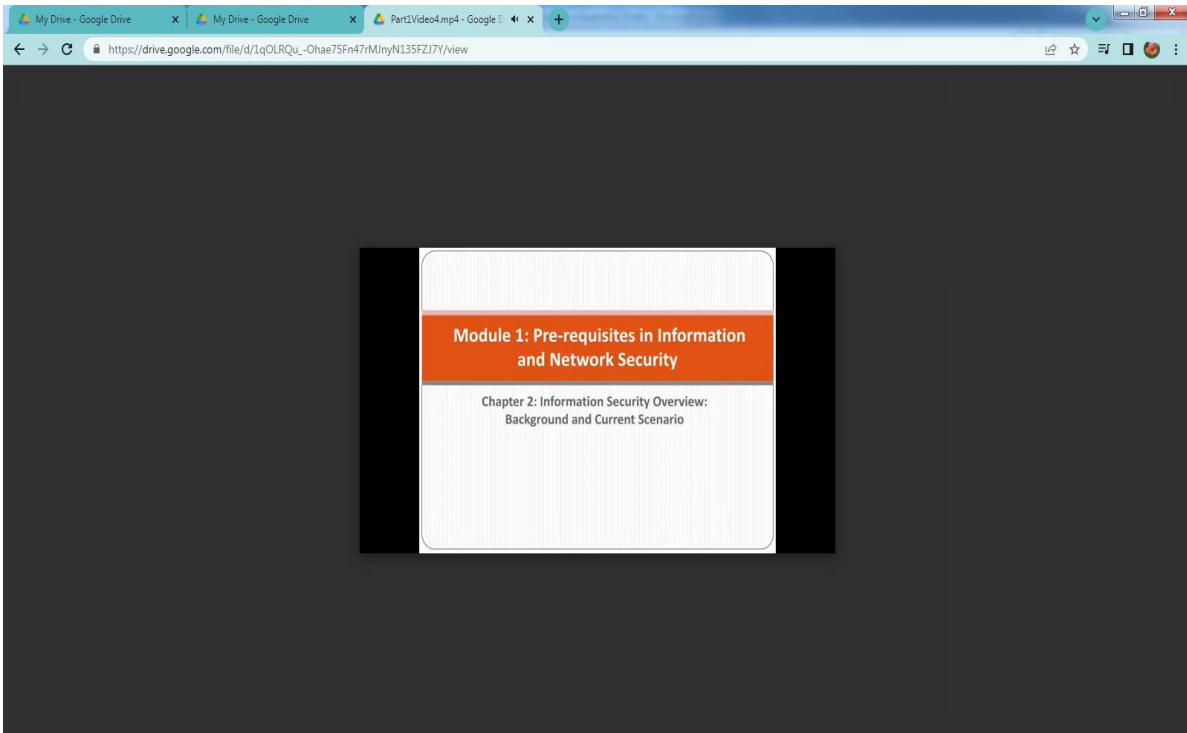 My Drive - Google Drive
My Drive - Google Drive
Part1Video4.mp4 - Google D
https://drive.google.com/file/d/1qOLRQu_-Ohae75Fn47rMJnyN135FZJ7Y/view
Module 1: Pre-requisites in Information
and Network Security
Chapter 2: Information Security Overview:
Background and Current Scenario